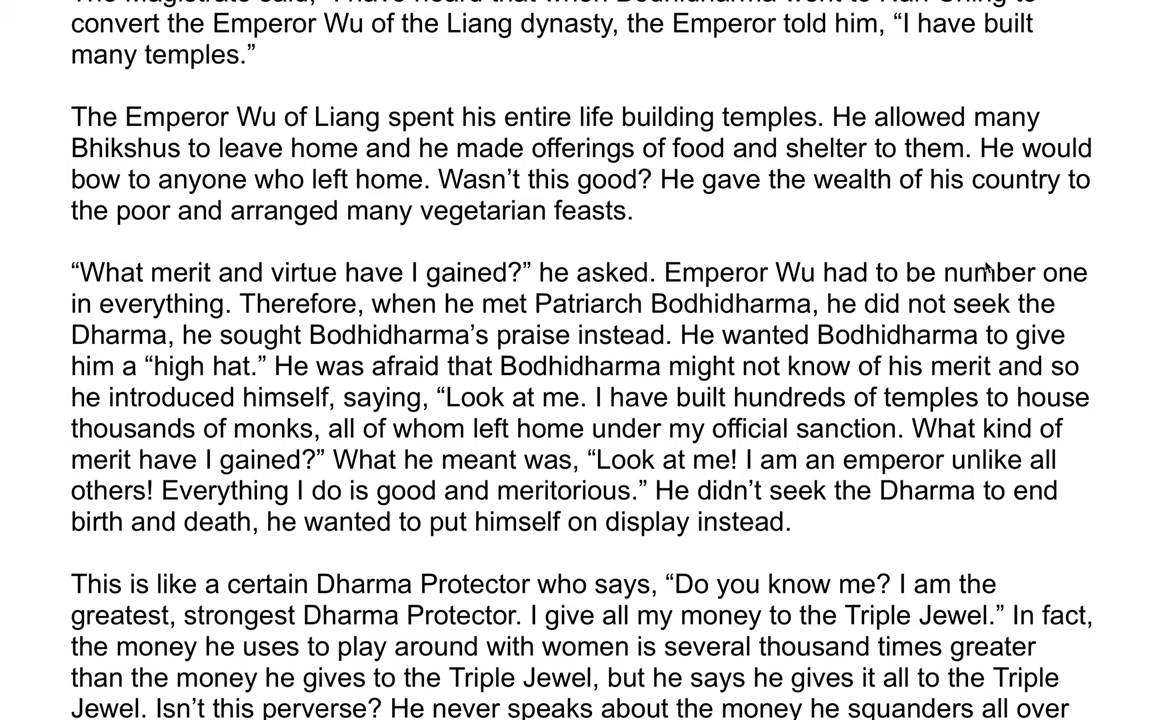 convert the Emperor Wu of the Liang dynasty, the Emperor told him, “I have built
many temples.”
The Emperor Wu of Liang spent his entire life building temples. He allowed many
Bhikshus to leave home and he made offerings of food and shelter to them. He would
bow to anyone who left home. Wasn’t this good? He gave the wealth of his country to
the poor and arranged many vegetarian feasts.
“What merit and virtue have I gained?” he asked. Emperor Wu had to be number one
in everything. Therefore, when he met Patriarch Bodhidharma, he did not seek the
Dharma, he sought Bodhidharma’s praise instead. He wanted Bodhidharma to give
him a “high hat.” He was afraid that Bodhidharma might not know of his merit and so
he introduced himself, saying, “Look at me. I have built hundreds of temples to house
thousands of monks, all of whom left home under my official sanction. What kind of
merit have I gained?” What he meant was, “Look at me! I am an emperor unlike all
others! Everything I do is good and meritorious.” He didn’t seek the Dharma to end
birth and death, he wanted to put himself on display instead.
This is like a certain Dharma Protector who says, “Do you know me? I am the
greatest, strongest Dharma Protector. I give all my money to the Triple Jewel.” In fact,
the money he uses to play around with women is several thousand times greater
than the money he gives to the Triple Jewel, but he says he gives it all to the Triple
Jewel. Isn’t this perverse? He never speaks about the money he squanders all over